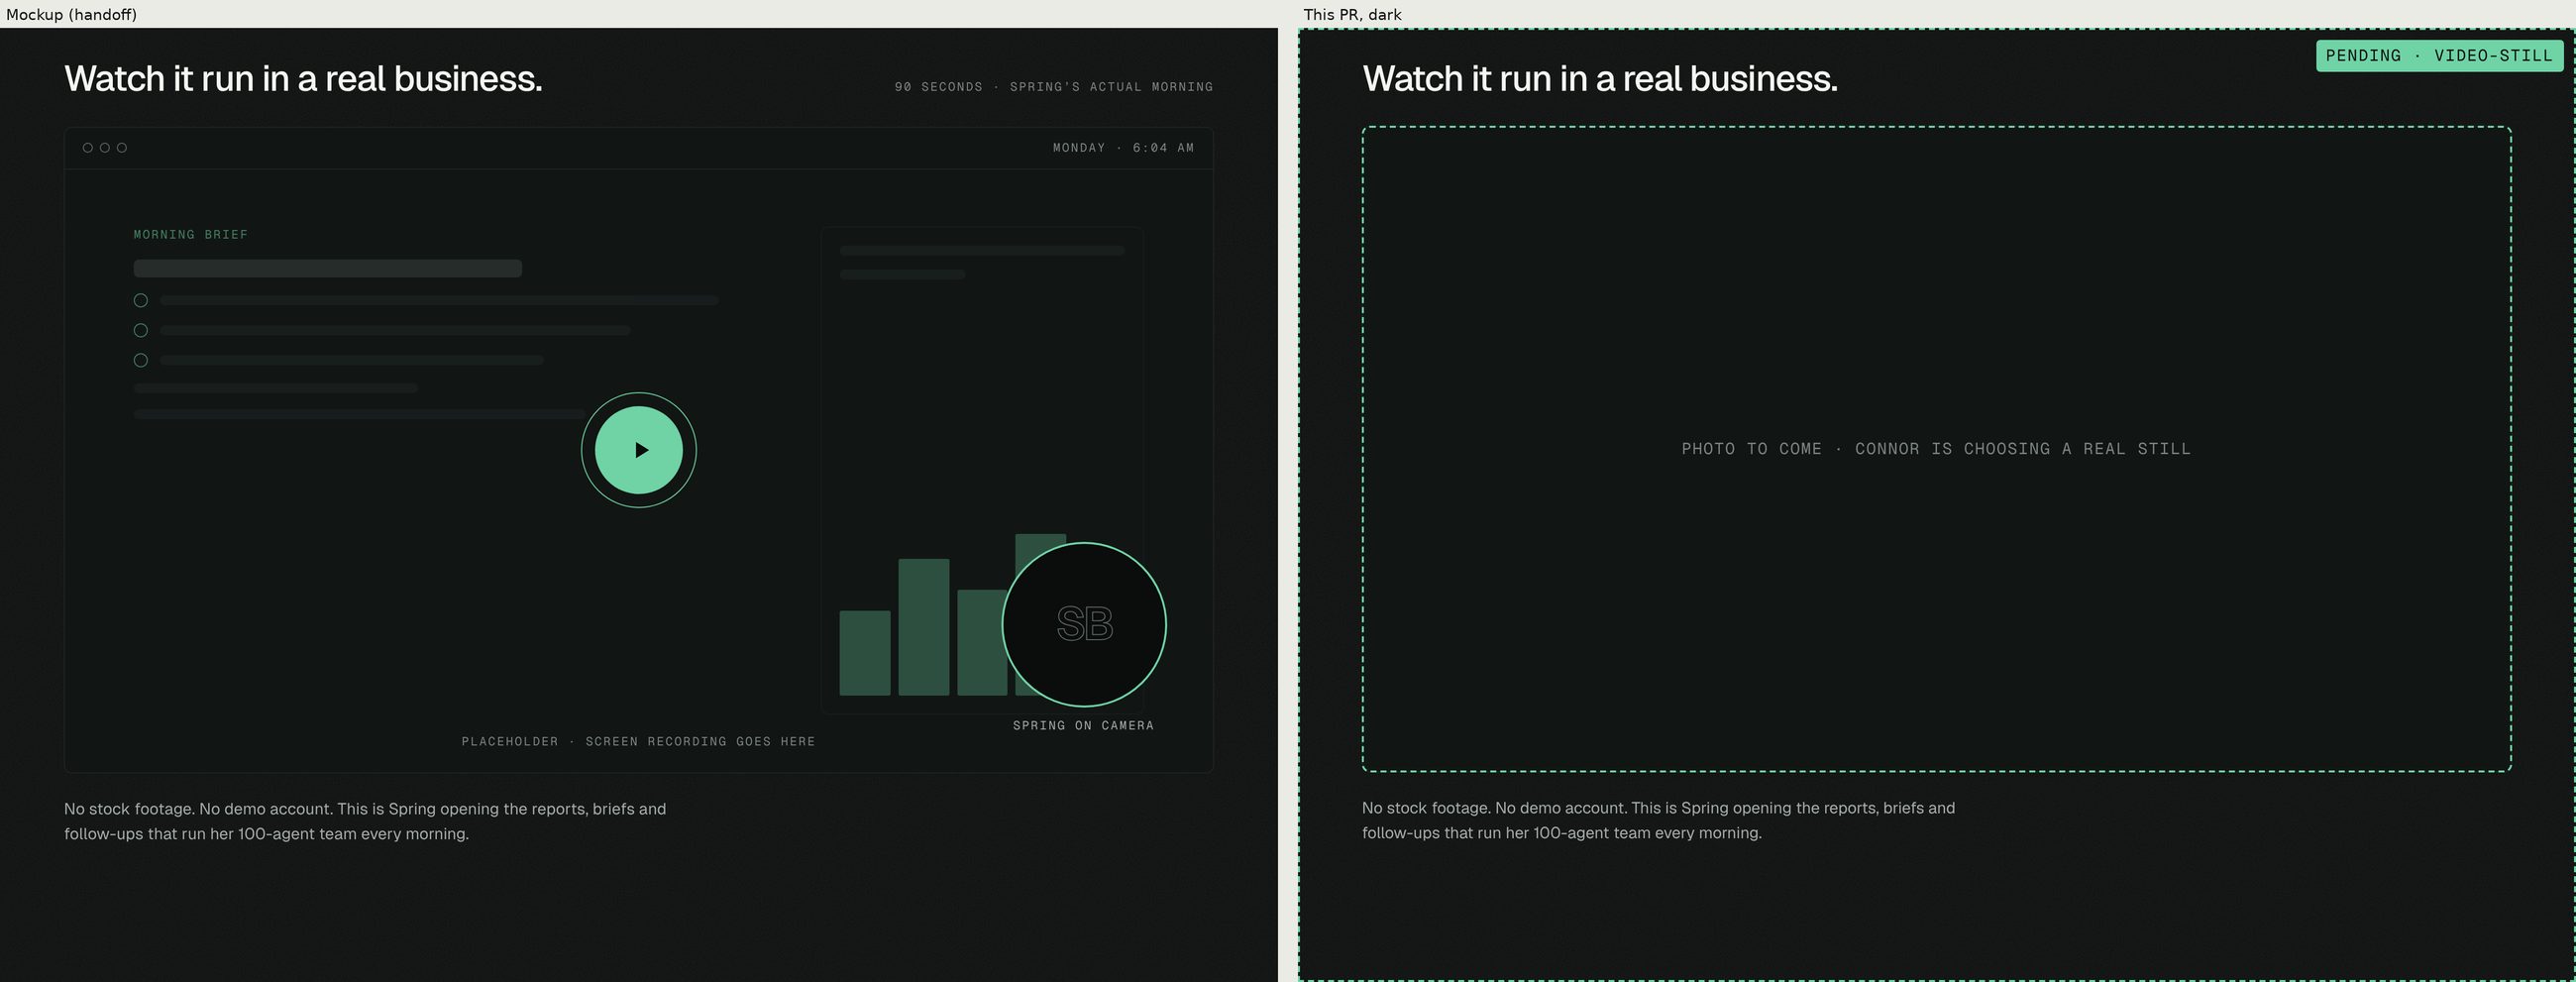 Mockup (handoff)
Watch it run in a real business.
90 SECONDS · SPRING'S ACTUAL MORNING
MONDAY · 6:04 AM
MORNING BRIEF
SB
SPRING ON CAMERA
PLACEHOLDER · SCREEN RECORDING GOES HERE
No stock footage. No demo account. This is Spring opening the reports, briefs and
follow-ups that run her 100-agent team every morning.
This PR, dark
PENDING · VIDEO-STILL
Watch it run in a real business.
PHOTO TO COME · CONNOR IS CHOOSING A REAL STILL
No stock footage. No demo account. This is Spring opening the reports, briefs and
follow-ups that run her 100-agent team every morning.